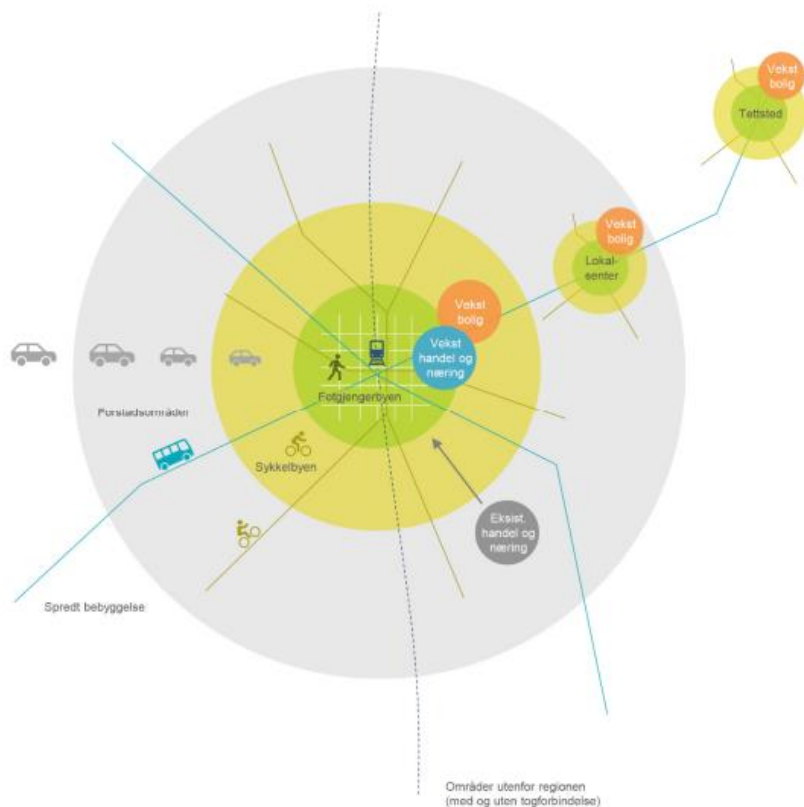 Vekst
bolig
Tettsted
Vekst
bolig
Lokal-
senter
Vekst
bolig
Vekst
handel og
næring
Fotgjengerbyen
Forstadsområder
Sykkelbyen
Eksist.
handel og
næring
Spredt bebyggelse
Områder utenfor regionen
(med og uten togforbindelse)